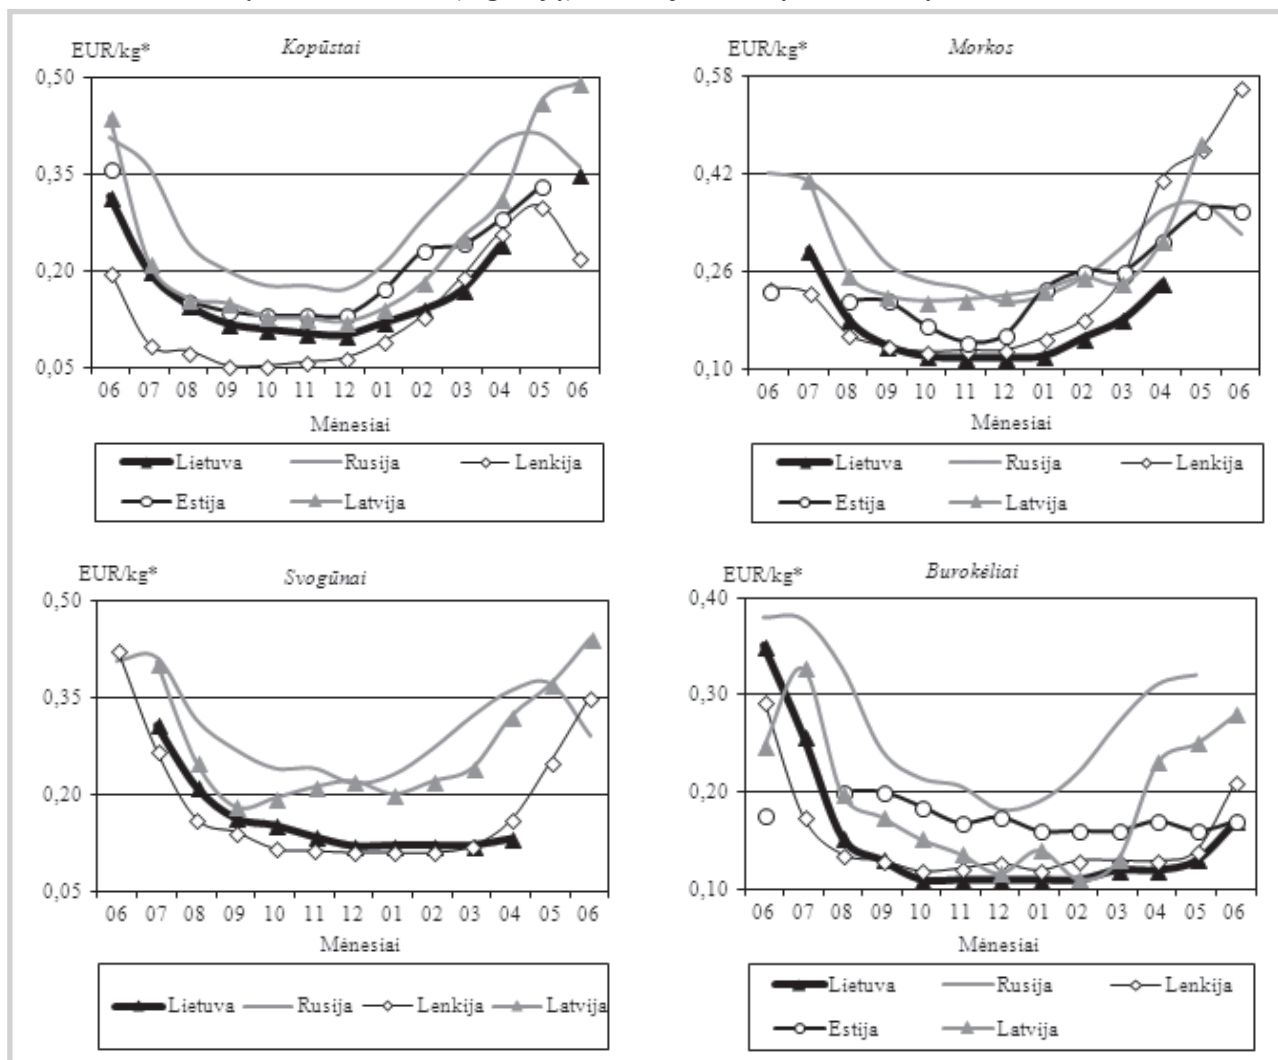 EUR/kg* Kopūstai
0,50
0,35
0,20
0,05
06 07 08 09 10 11 12 01 02 03 04 05 06
Mėnesiai
Lietuva Rusija Lenkija
Estija Latvija
EUR/kg* Morkos
0,58
0,42
0,26
0,10
06 07 08 09 10 11 12 01 02 03 04 05 06
Mėnesiai
Lietuva Rusija Lenkija
Estija Latvija
EUR/kg* Svogūnai
0,50
0,35
0,20
0,05
06 07 08 09 10 11 12 01 02 03 04 05 06
Mėnesiai
Lietuva Rusija Lenkija Latvija
EUR/kg* Burokėliai
0,40
0,30
0,20
0,10
06 07 08 09 10 11 12 01 02 03 04 05 06
Mėnesiai
Lietuva Rusija Lenkija
Estija Latvija